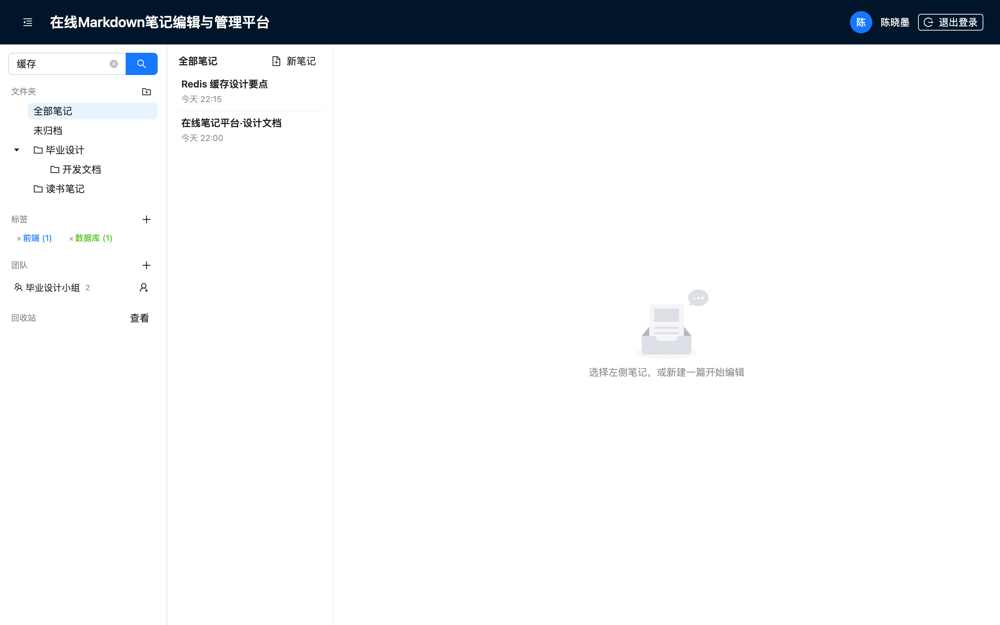 在线Markdown笔记编辑与管理平台
陈 陈晓墨 退出登录
缓存
文件夹
全部笔记
未归档
毕业设计
开发文档
读书笔记
标签
×前端 (1) ×数据库 (1)
团队
毕业设计小组 2
回收站 查看
全部笔记 新笔记
Redis 缓存设计要点
今天 22:15
在线笔记平台·设计文档
今天 22:00
选择左侧笔记，或新建一篇开始编辑